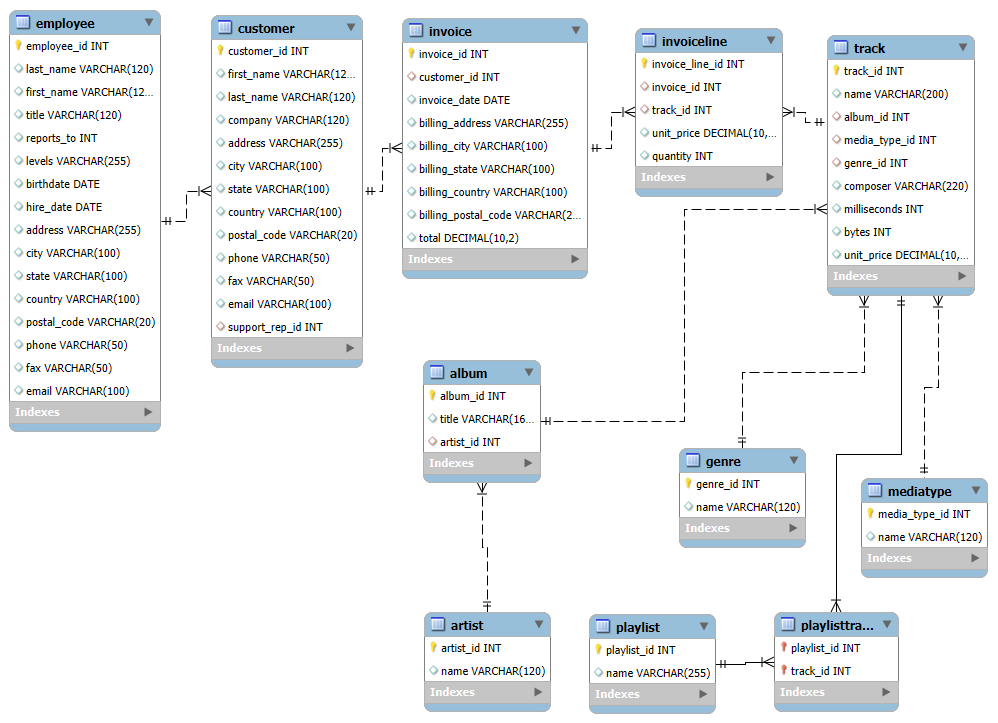 employee
employee_id INT
last_name VARCHAR(120)
first_name VARCHAR(12...
title VARCHAR(120)
reports_to INT
levels VARCHAR(255)
birthdate DATE
hire_date DATE
address VARCHAR(255)
city VARCHAR(100)
state VARCHAR(100)
country VARCHAR(100)
postal_code VARCHAR(20)
phone VARCHAR(50)
fax VARCHAR(50)
email VARCHAR(100)
Indexes
customer
customer_id INT
first_name VARCHAR(12...
last_name VARCHAR(120)
company VARCHAR(120)
address VARCHAR(255)
city VARCHAR(100)
state VARCHAR(100)
country VARCHAR(100)
postal_code VARCHAR(20)
phone VARCHAR(50)
fax VARCHAR(50)
email VARCHAR(100)
support_rep_id INT
Indexes
invoice
invoice_id INT
customer_id INT
invoice_date DATE
billing_address VARCHAR(255)
billing_city VARCHAR(100)
billing_state VARCHAR(100)
billing_country VARCHAR(100)
billing_postal_code VARCHAR(2...
total DECIMAL(10,2)
Indexes
invoiceline
invoice_line_id INT
invoice_id INT
track_id INT
unit_price DECIMAL(10,...
quantity INT
Indexes
track
track_id INT
name VARCHAR(200)
album_id INT
media_type_id INT
genre_id INT
composer VARCHAR(220)
milliseconds INT
bytes INT
unit_price DECIMAL(10,...
Indexes
album
album_id INT
title VARCHAR(16...
artist_id INT
Indexes
genre
genre_id INT
name VARCHAR(120)
Indexes
mediatype
media_type_id INT
name VARCHAR(120)
Indexes
artist
artist_id INT
name VARCHAR(120)
Indexes
playlist
playlist_id INT
name VARCHAR(255)
Indexes
playlisttra...
playlist_id INT
track_id INT
Indexes